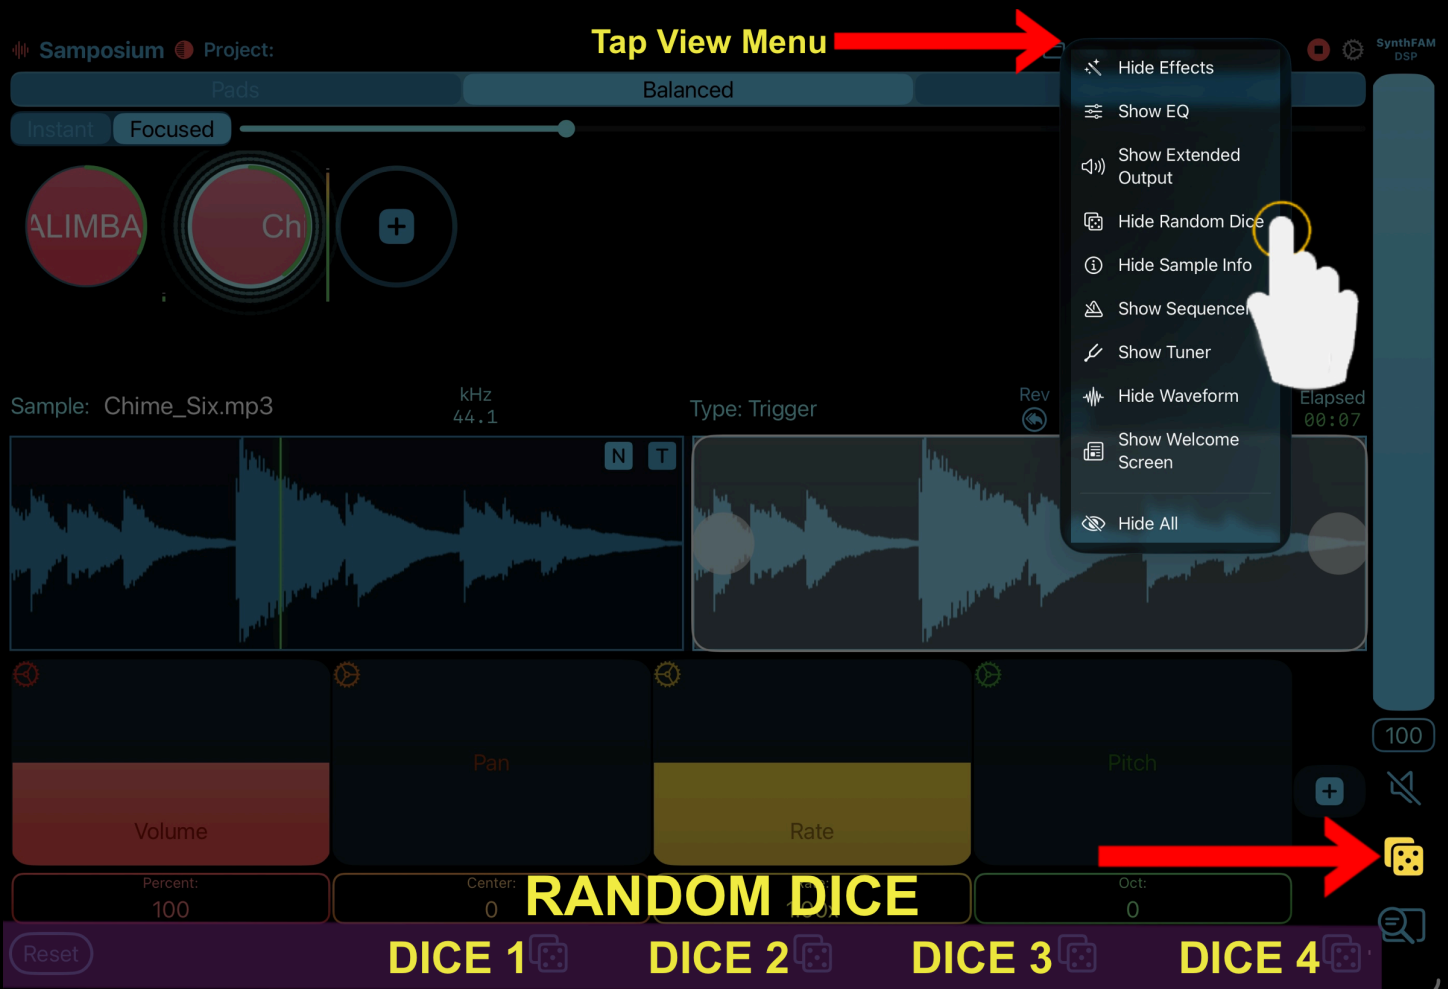 Tap View Menu
Samposium Project:
SynthFAM
DSP
Pads Balanced
Instant Focused
ALIMBA
Ch
Hide Effects
Show EQ
Show Extended
Output
Hide Random Dice
Hide Sample Info
Show Sequencer
Show Tuner
Hide Waveform
Show Welcome
Screen
Hide All
Sample: Chime_Six.mp3
kHz
44.1
Type: Trigger
Rev
Elapsed
00:07
N T
Volume
Pan
Rate
Pitch
100
Percent:
100
Center:
0
Oct:
0
RANDOM DICE
Reset
DICE 1 DICE 2 DICE 3 DICE 4